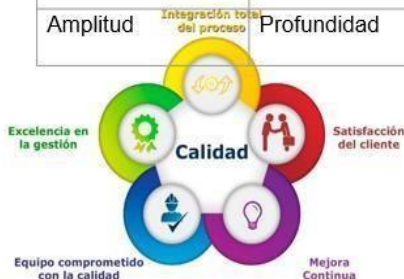 Integración total
del proceso
Amplitud
Profundidad
Excelencia en
la gestión
Calidad
Satisfacción
del cliente
Equipo comprometido
con la calidad
Mejora
Continua